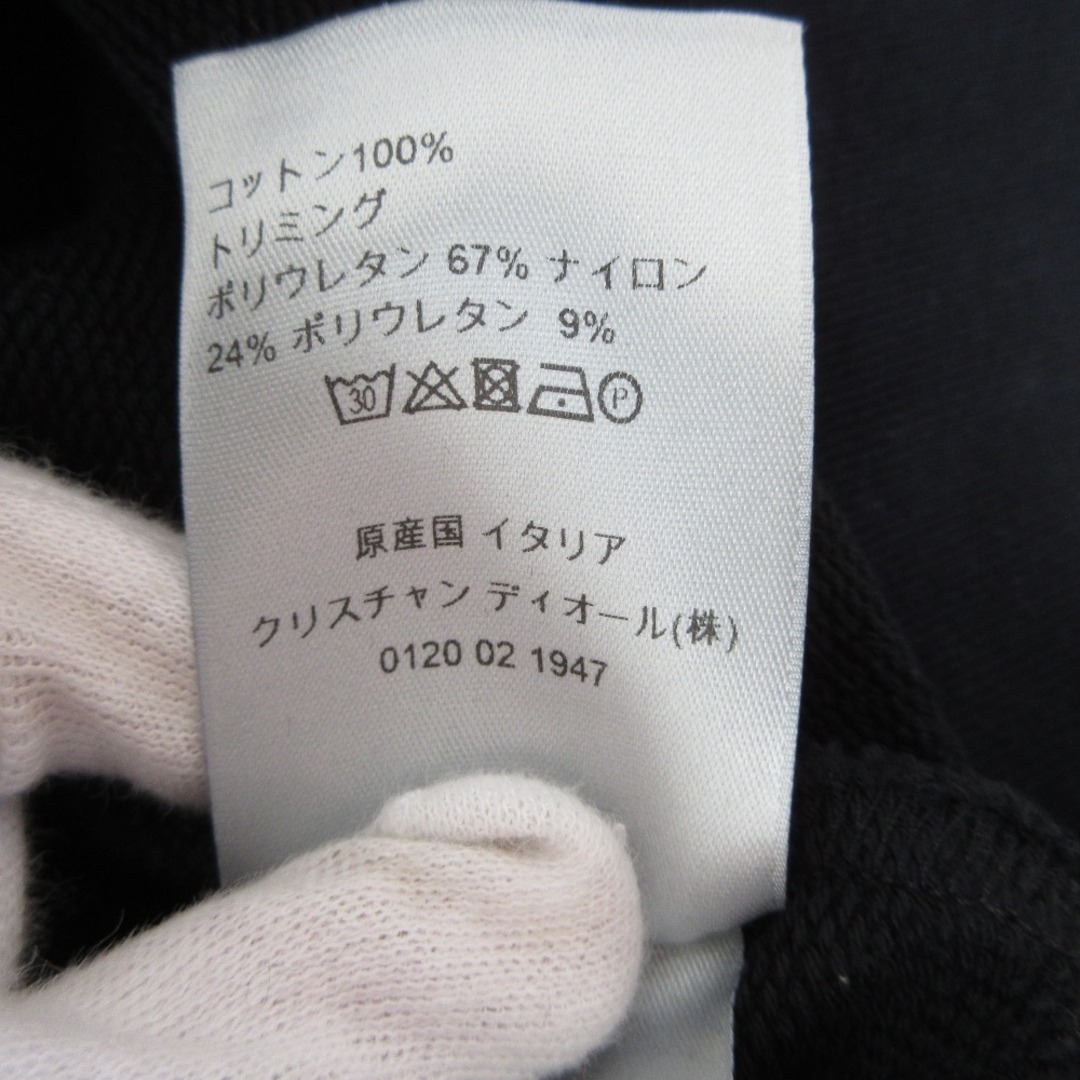 コットン100%
トリミング
ポリウレタン 67% ナイロン
24% ポリウレタン 9%
30 P
原産国 イタリア
クリスチャン ディオール(株)
0120 02 1947